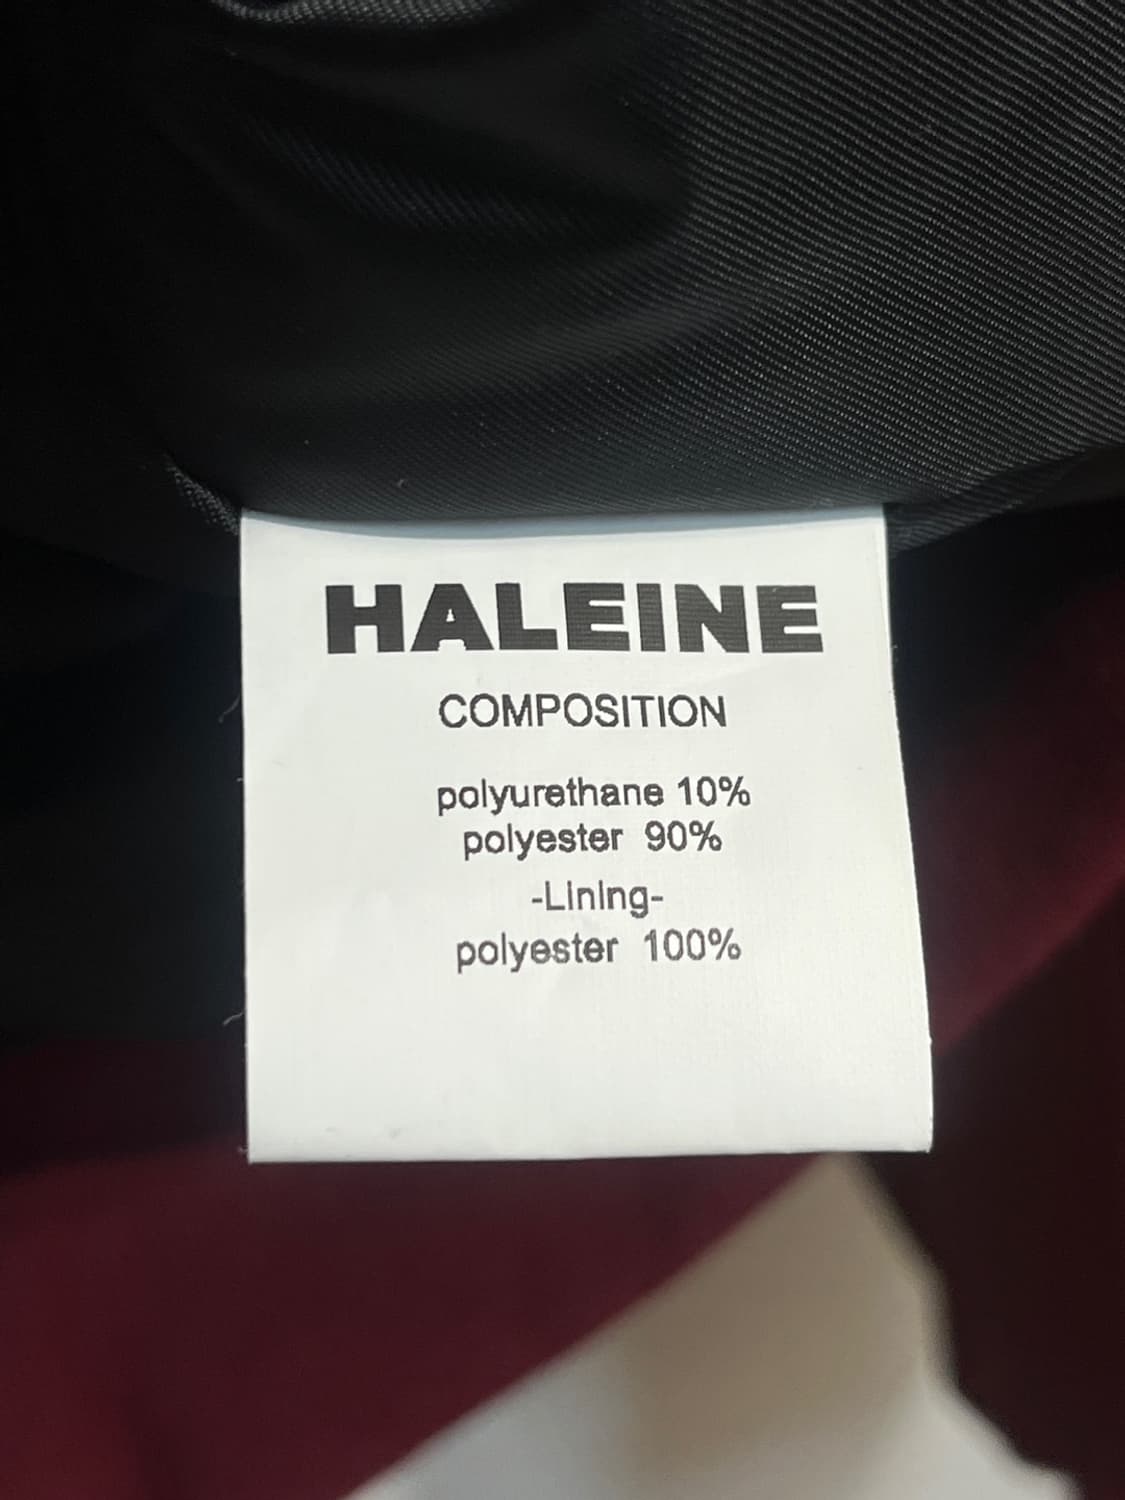 HALEINE
COMPOSITION
polyurethane 10%
polyester 90%
-Lining-
polyester 100%